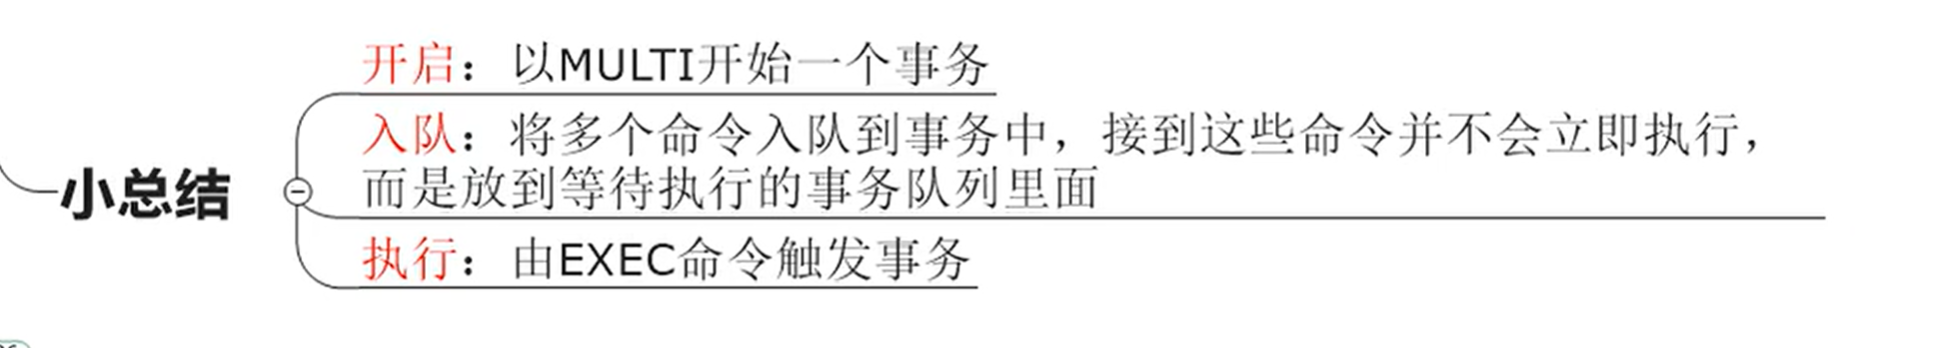 开启：以MULTI开始一个事务
入队：将多个命令入队到事务中，接到这些命令并不会立即执行，
而是放到等待执行的事务队列里面
小总结
执行：由EXEC命令触发事务